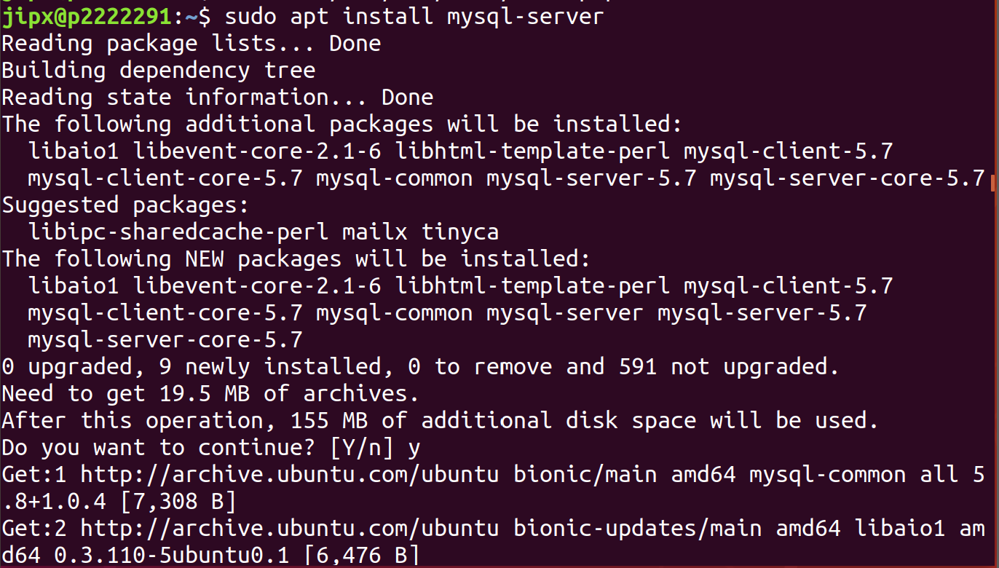 jipx@p2222291:~$ sudo apt install mysql-server
Reading package lists... Done
Building dependency tree
Reading state information... Done
The following additional packages will be installed:
  libaio1 libevent-core-2.1-6 libhtml-template-perl mysql-client-5.7
  mysql-client-core-5.7 mysql-common mysql-server-5.7 mysql-server-core-5.7
Suggested packages:
  libipc-sharedcache-perl mailx tinyca
The following NEW packages will be installed:
  libaio1 libevent-core-2.1-6 libhtml-template-perl mysql-client-5.7
  mysql-client-core-5.7 mysql-common mysql-server mysql-server-5.7
  mysql-server-core-5.7
0 upgraded, 9 newly installed, 0 to remove and 591 not upgraded.
Need to get 19.5 MB of archives.
After this operation, 155 MB of additional disk space will be used.
Do you want to continue? [Y/n] y
Get:1 http://archive.ubuntu.com/ubuntu bionic/main amd64 mysql-common all 5
.8+1.0.4 [7,308 B]
Get:2 http://archive.ubuntu.com/ubuntu bionic-updates/main amd64 libaio1 am
d64 0.3.110-5ubuntu0.1 [6,476 B]